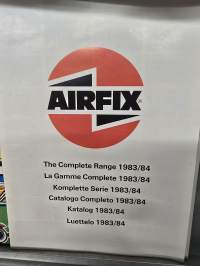 AIRFIX®
The Complete Range 1983/84
La Gamme Complete 1983/84
Komplette Serie 1983/84
Catalogo Completo 1983/84
Katalog 1983/84
Luettelo 1983/84